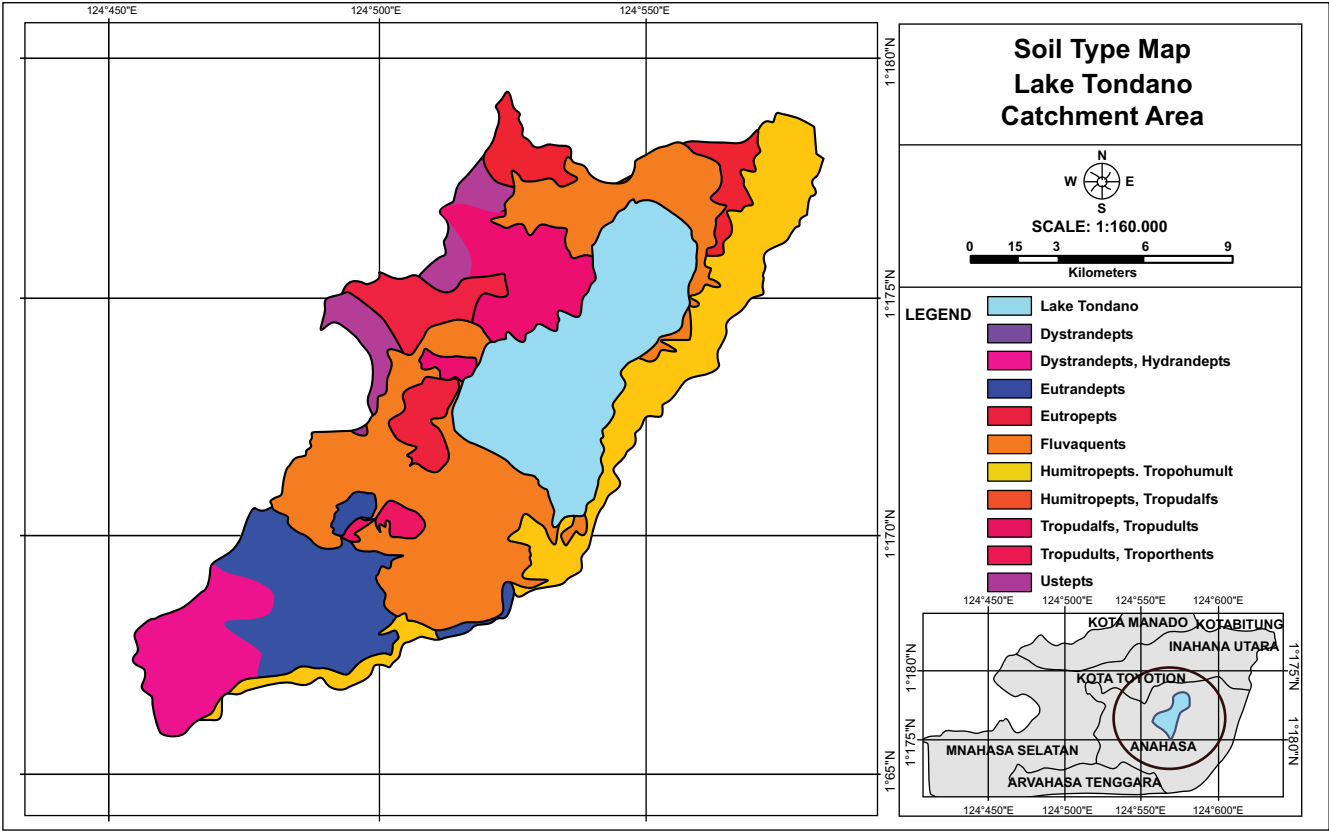 124°450"E
124°500"E
124°550"E
1°180"N
1°175"N
1°170"N
1°65"N
Soil Type Map
Lake Tondano
Catchment Area
N
W
E
S
SCALE: 1:160.000
0 15 3 6 9
Kilometers
LEGEND
Lake Tondano
Dystrandepts
Dystrandepts, Hydrandepts
Eutrandepts
Eutropepts
Fluvaquents
Humitropepts. Tropohumult
Humitropepts, Tropudalfs
Tropudalfs, Tropudults
Tropudults, Troporthents
Ustepts
124°450"E 124°500"E 124°550"E 124°600"E
KOTA MANADO
KOTABITUNG
INAHANA UTARA
KOTA TOYOTION
MNAHASA SELATAN
ANAHASA
ARVAHASA TENGGARA
1°180"N
1°175"N
1°175"N
1°180"N
124°450"E 124°500"E 124°550"E 124°600"E